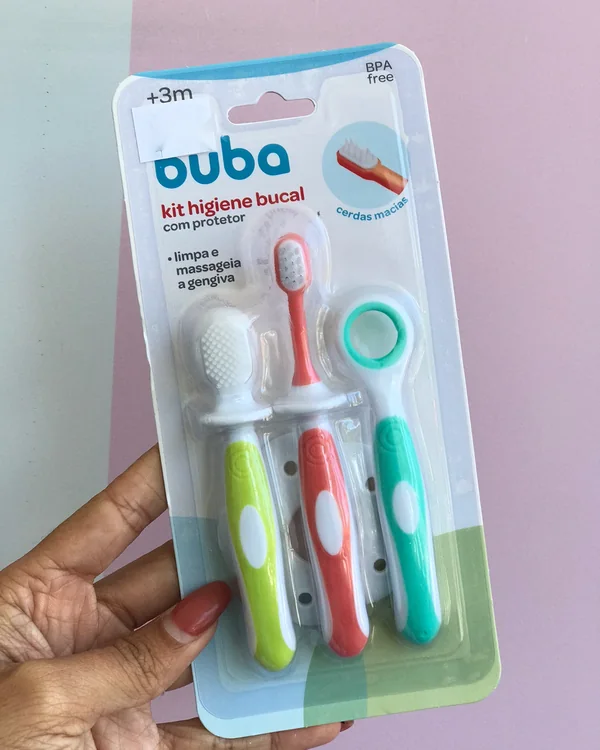 +3m
BPA
free
buba
kit higiene bucal
com protetor
cerdas macias
• limpa e
massageia
a gengiva